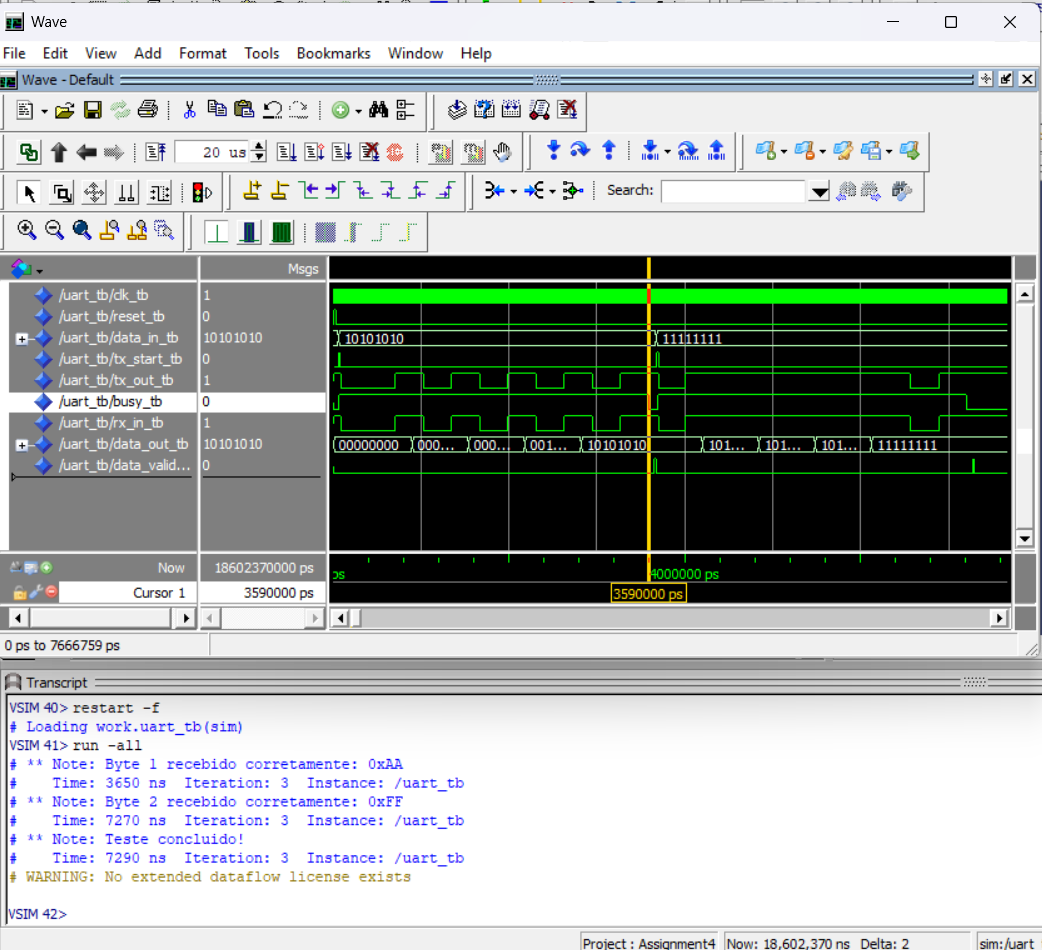 Wave
File Edit View Add Format Tools Bookmarks Window Help
Wave - Default
20 us
Search:
Msgs
/uart_tb/clk_tb 1
/uart_tb/reset_tb 0
/uart_tb/data_in_tb 10101010 10101010 11111111
/uart_tb/tx_start_tb 0
/uart_tb/tx_out_tb 1
/uart_tb/busy_tb 0
/uart_tb/rx_in_tb 1
/uart_tb/data_out_tb 10101010 00000000 000... 000... 001... 10101010 101... 101... 101... 11111111
/uart_tb/data_valid... 0
Now 18602370000 ps ps 4000000 ps
Cursor 1 3590000 ps 3590000 ps
0 ps to 7666759 ps
Transcript
VSIM 40> restart -f
# Loading work.uart_tb(sim)
VSIM 41> run -all
# ** Note: Byte 1 recebido corretamente: 0xAA
#    Time: 3650 ns  Iteration: 3  Instance: /uart_tb
# ** Note: Byte 2 recebido corretamente: 0xFF
#    Time: 7270 ns  Iteration: 3  Instance: /uart_tb
# ** Note: Teste concluido!
#    Time: 7290 ns  Iteration: 3  Instance: /uart_tb
# WARNING: No extended dataflow license exists
VSIM 42>
Project : Assignment4 Now: 18,602,370 ns Delta: 2 sim:/uart